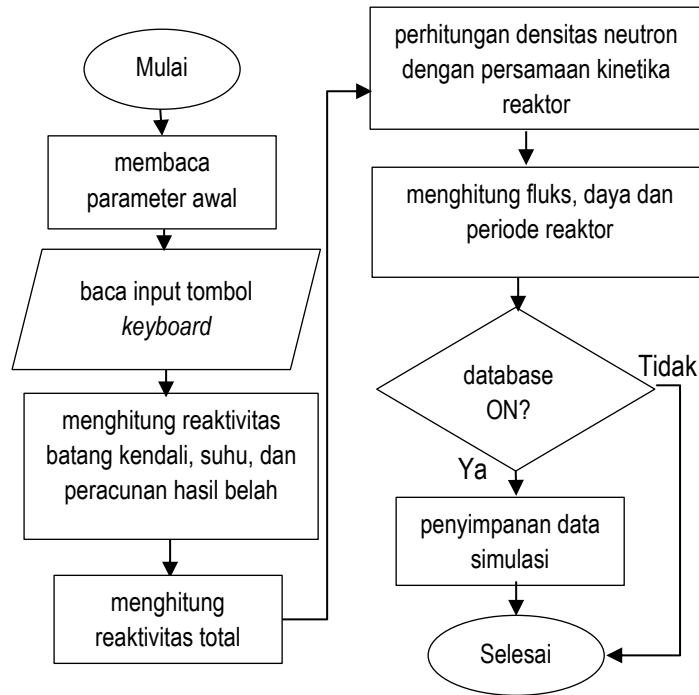 Mulai
membaca
parameter awal
baca input tombol
keyboard
menghitung reaktivitas
batang kendali, suhu, dan
peracunan hasil belah
menghitung
reaktivitas total
perhitungan densitas neutron
dengan persamaan kinetika
reaktor
menghitung fluks, daya dan
periode reaktor
database
ON?
Tidak
Ya
penyimpanan data
simulasi
Selesai